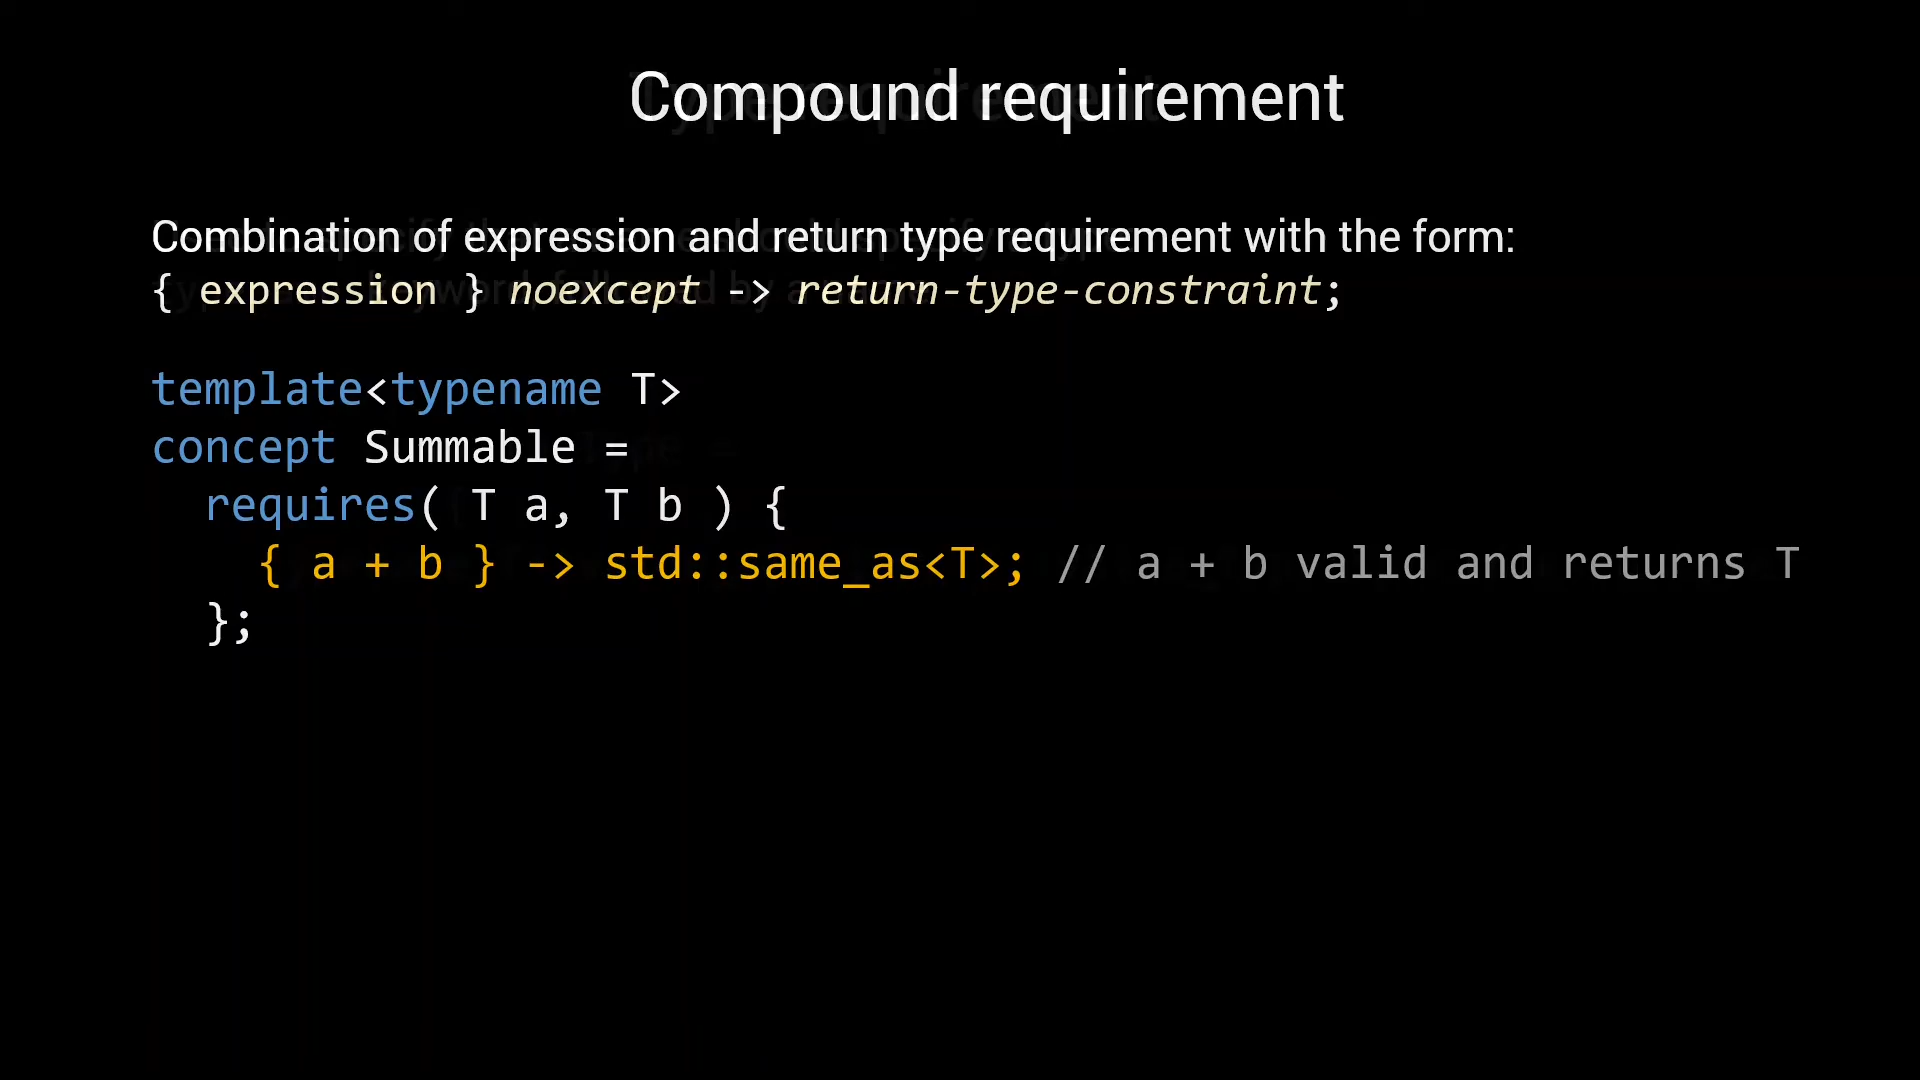 Compound requirement
Combination of expression and return type requirement with the form:
{ expression } noexcept -> return-type-constraint;
template<typename T>
concept Summable =
requires( T a, T b ) {
{ a + b } -> std::same_as<T>; // a + b valid and returns T
};